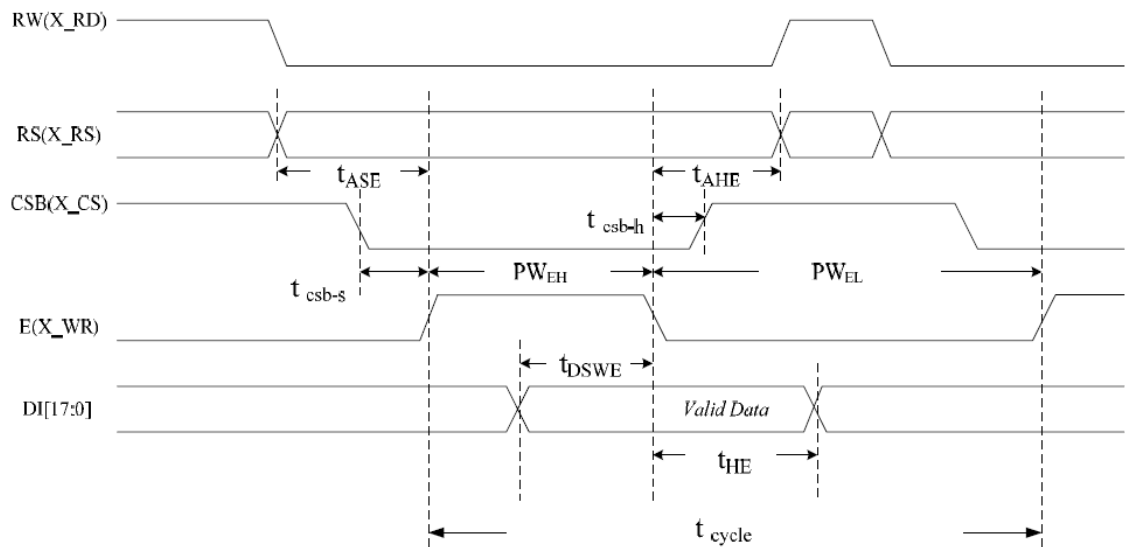 RW(X_RD)
RS(X_RS)
tASE
tAHE
CSB(X_CS)
t csb-h
t csb-s
PWEH
PWEL
E(X_WR)
tDSWE
DI[17:0]
Valid Data
tHE
t cycle